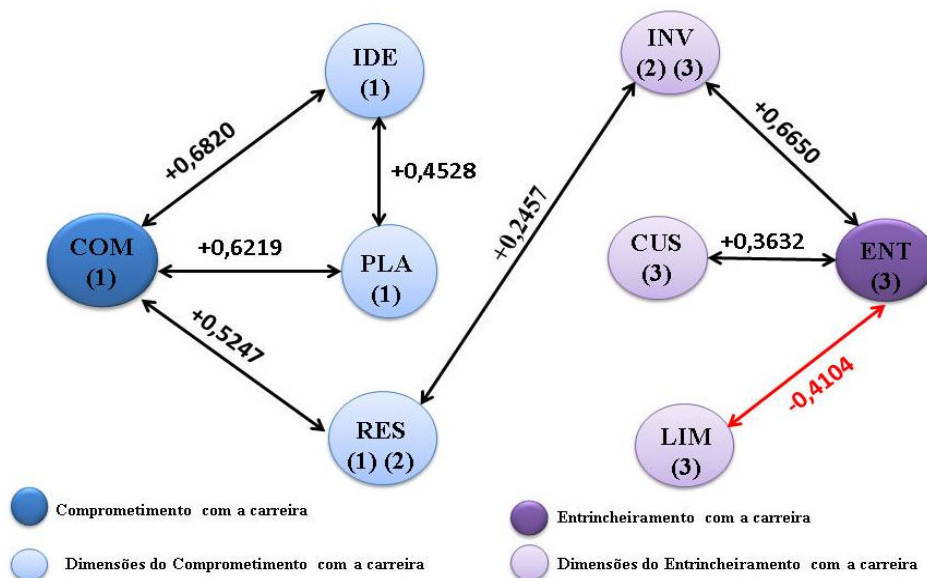 IDE
(1)
INV
(2) (3)
+0,6820
+0,4528
+0,6650
+0,2457
COM
(1)
+0,6219
PLA
(1)
CUS
(3)
+0,3632
ENT
(3)
+0,5247
-0,4104
RES
(1) (2)
LIM
(3)
Comprometimento com a carreira
Entrincheiramento com a carreira
Dimensões do Comprometimento com a carreira
Dimensões do Entrincheiramento com a carreira